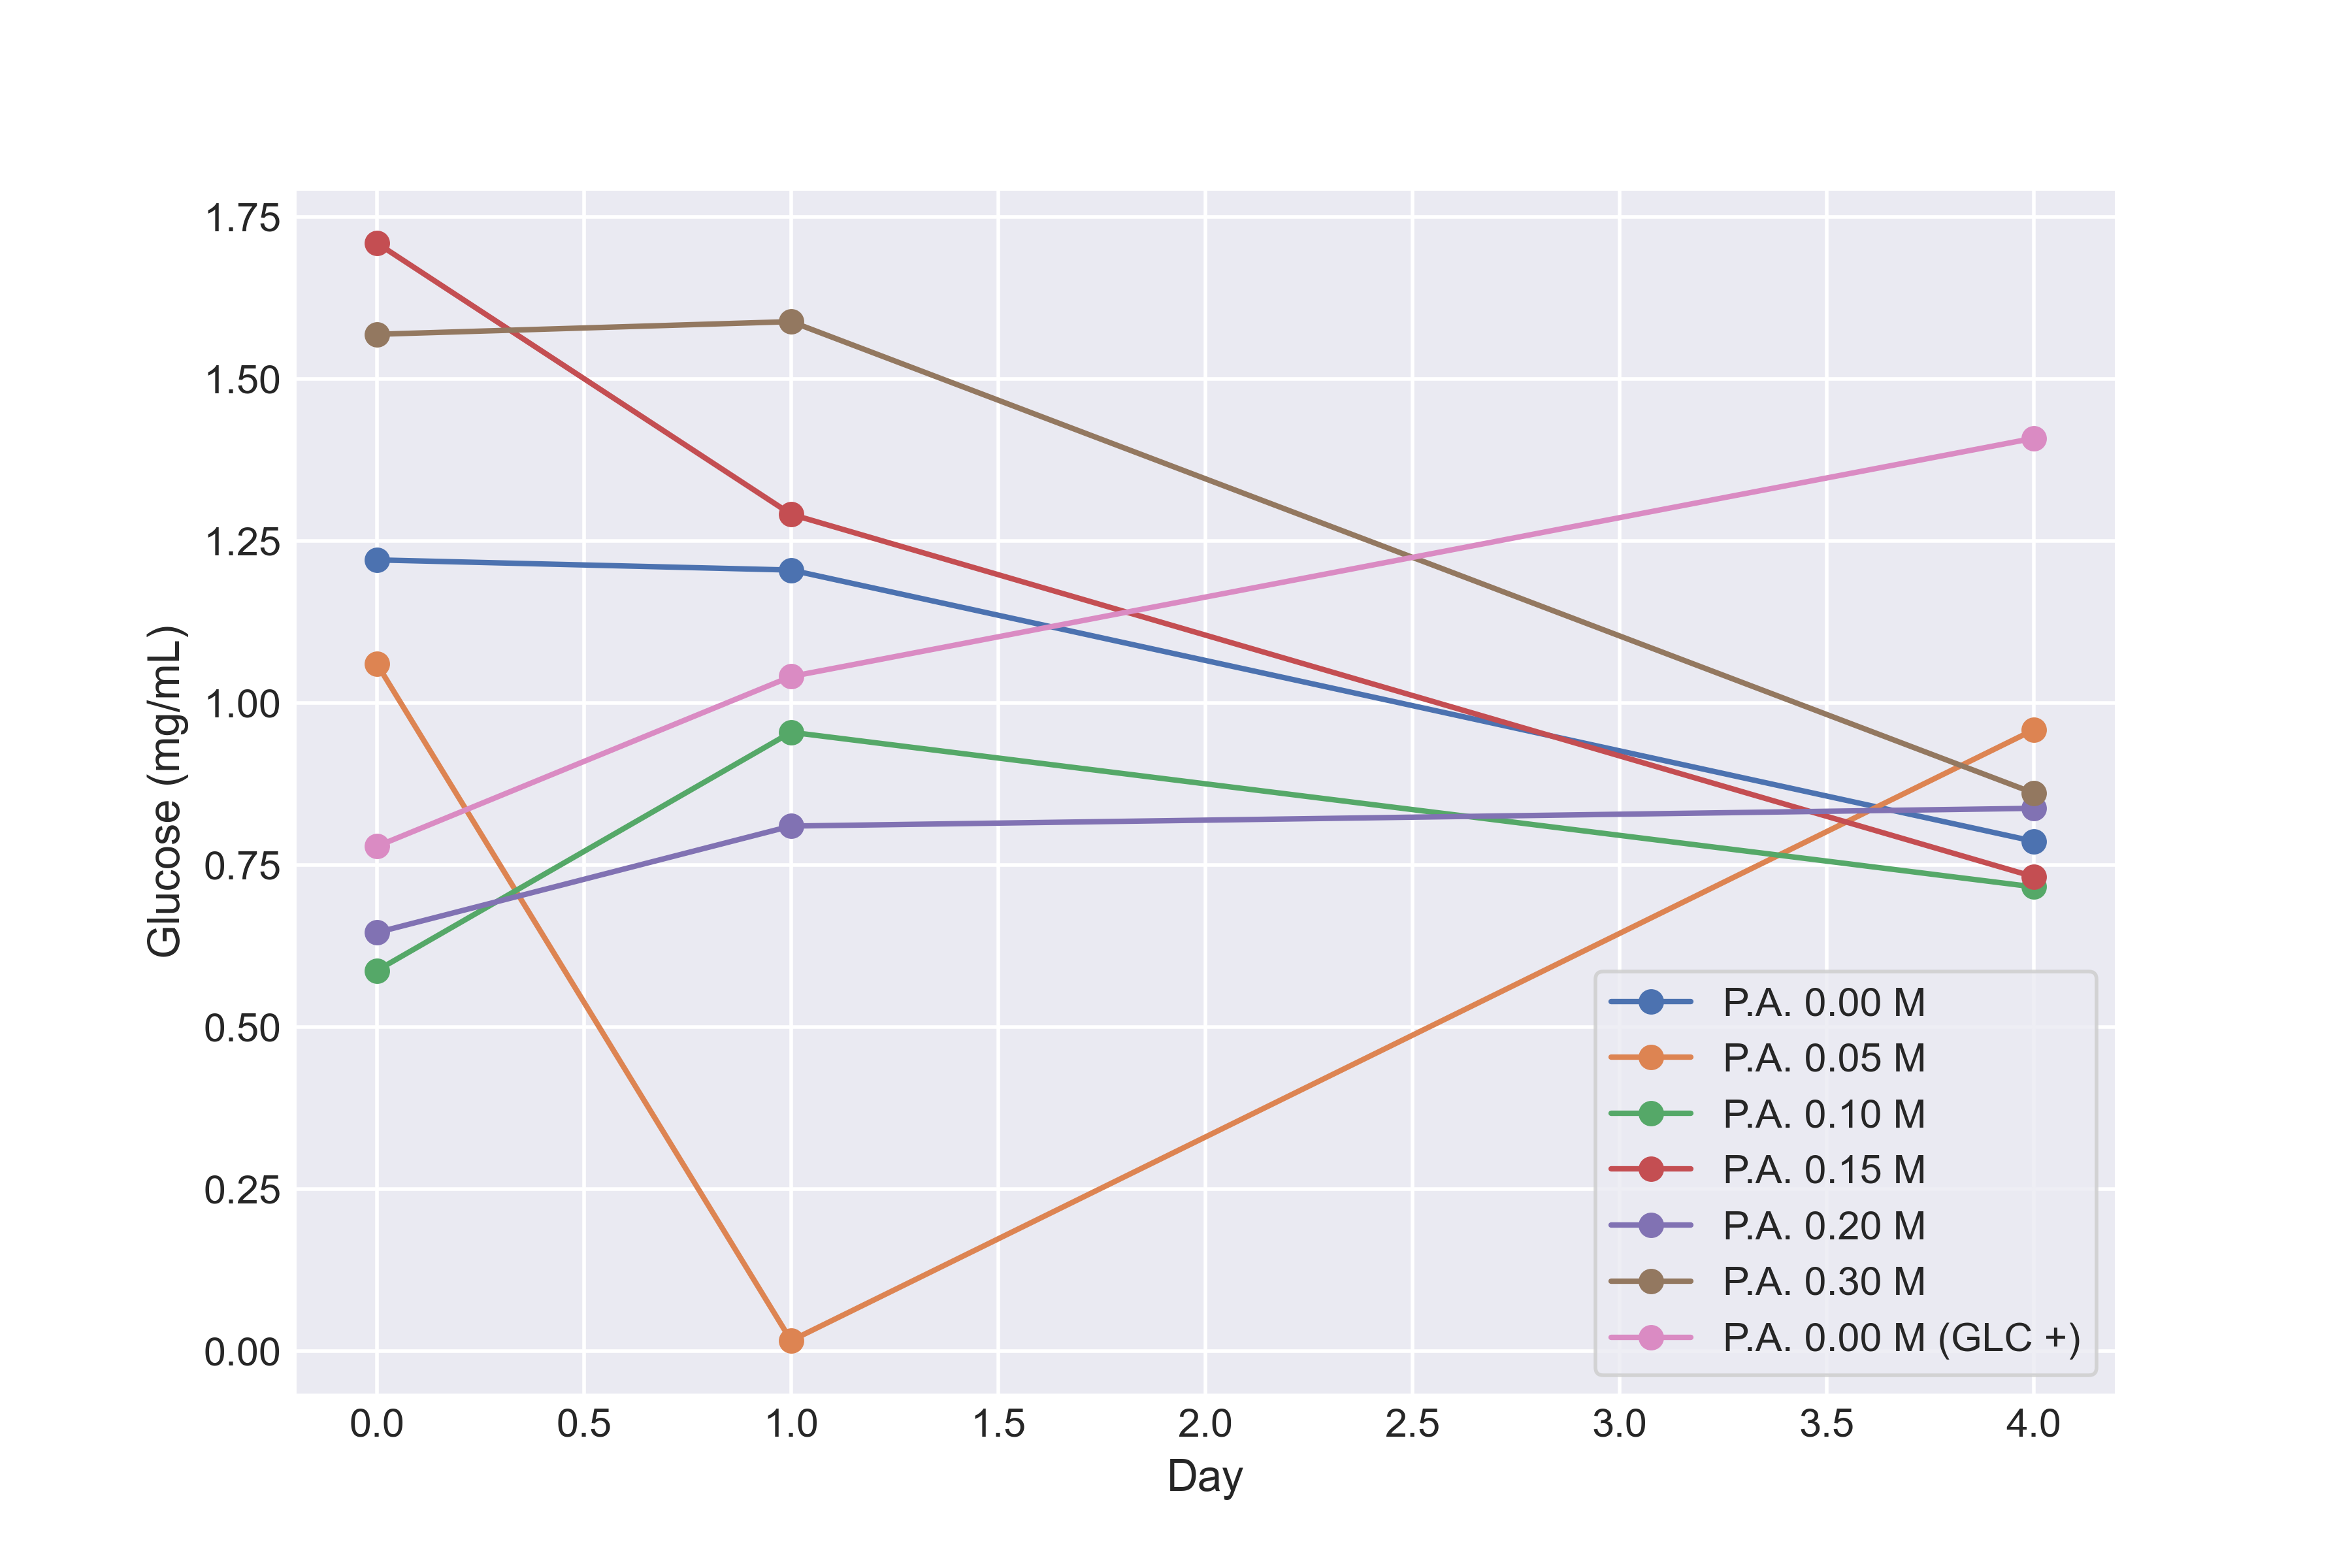 1.75
1.50
1.25
1.00
0.75
0.50
0.25
0.00
Glucose (mg/mL)
0.0 0.5 1.0 1.5 2.0 2.5 3.0 3.5 4.0
Day
P.A. 0.00 M
P.A. 0.05 M
P.A. 0.10 M
P.A. 0.15 M
P.A. 0.20 M
P.A. 0.30 M
P.A. 0.00 M (GLC +)